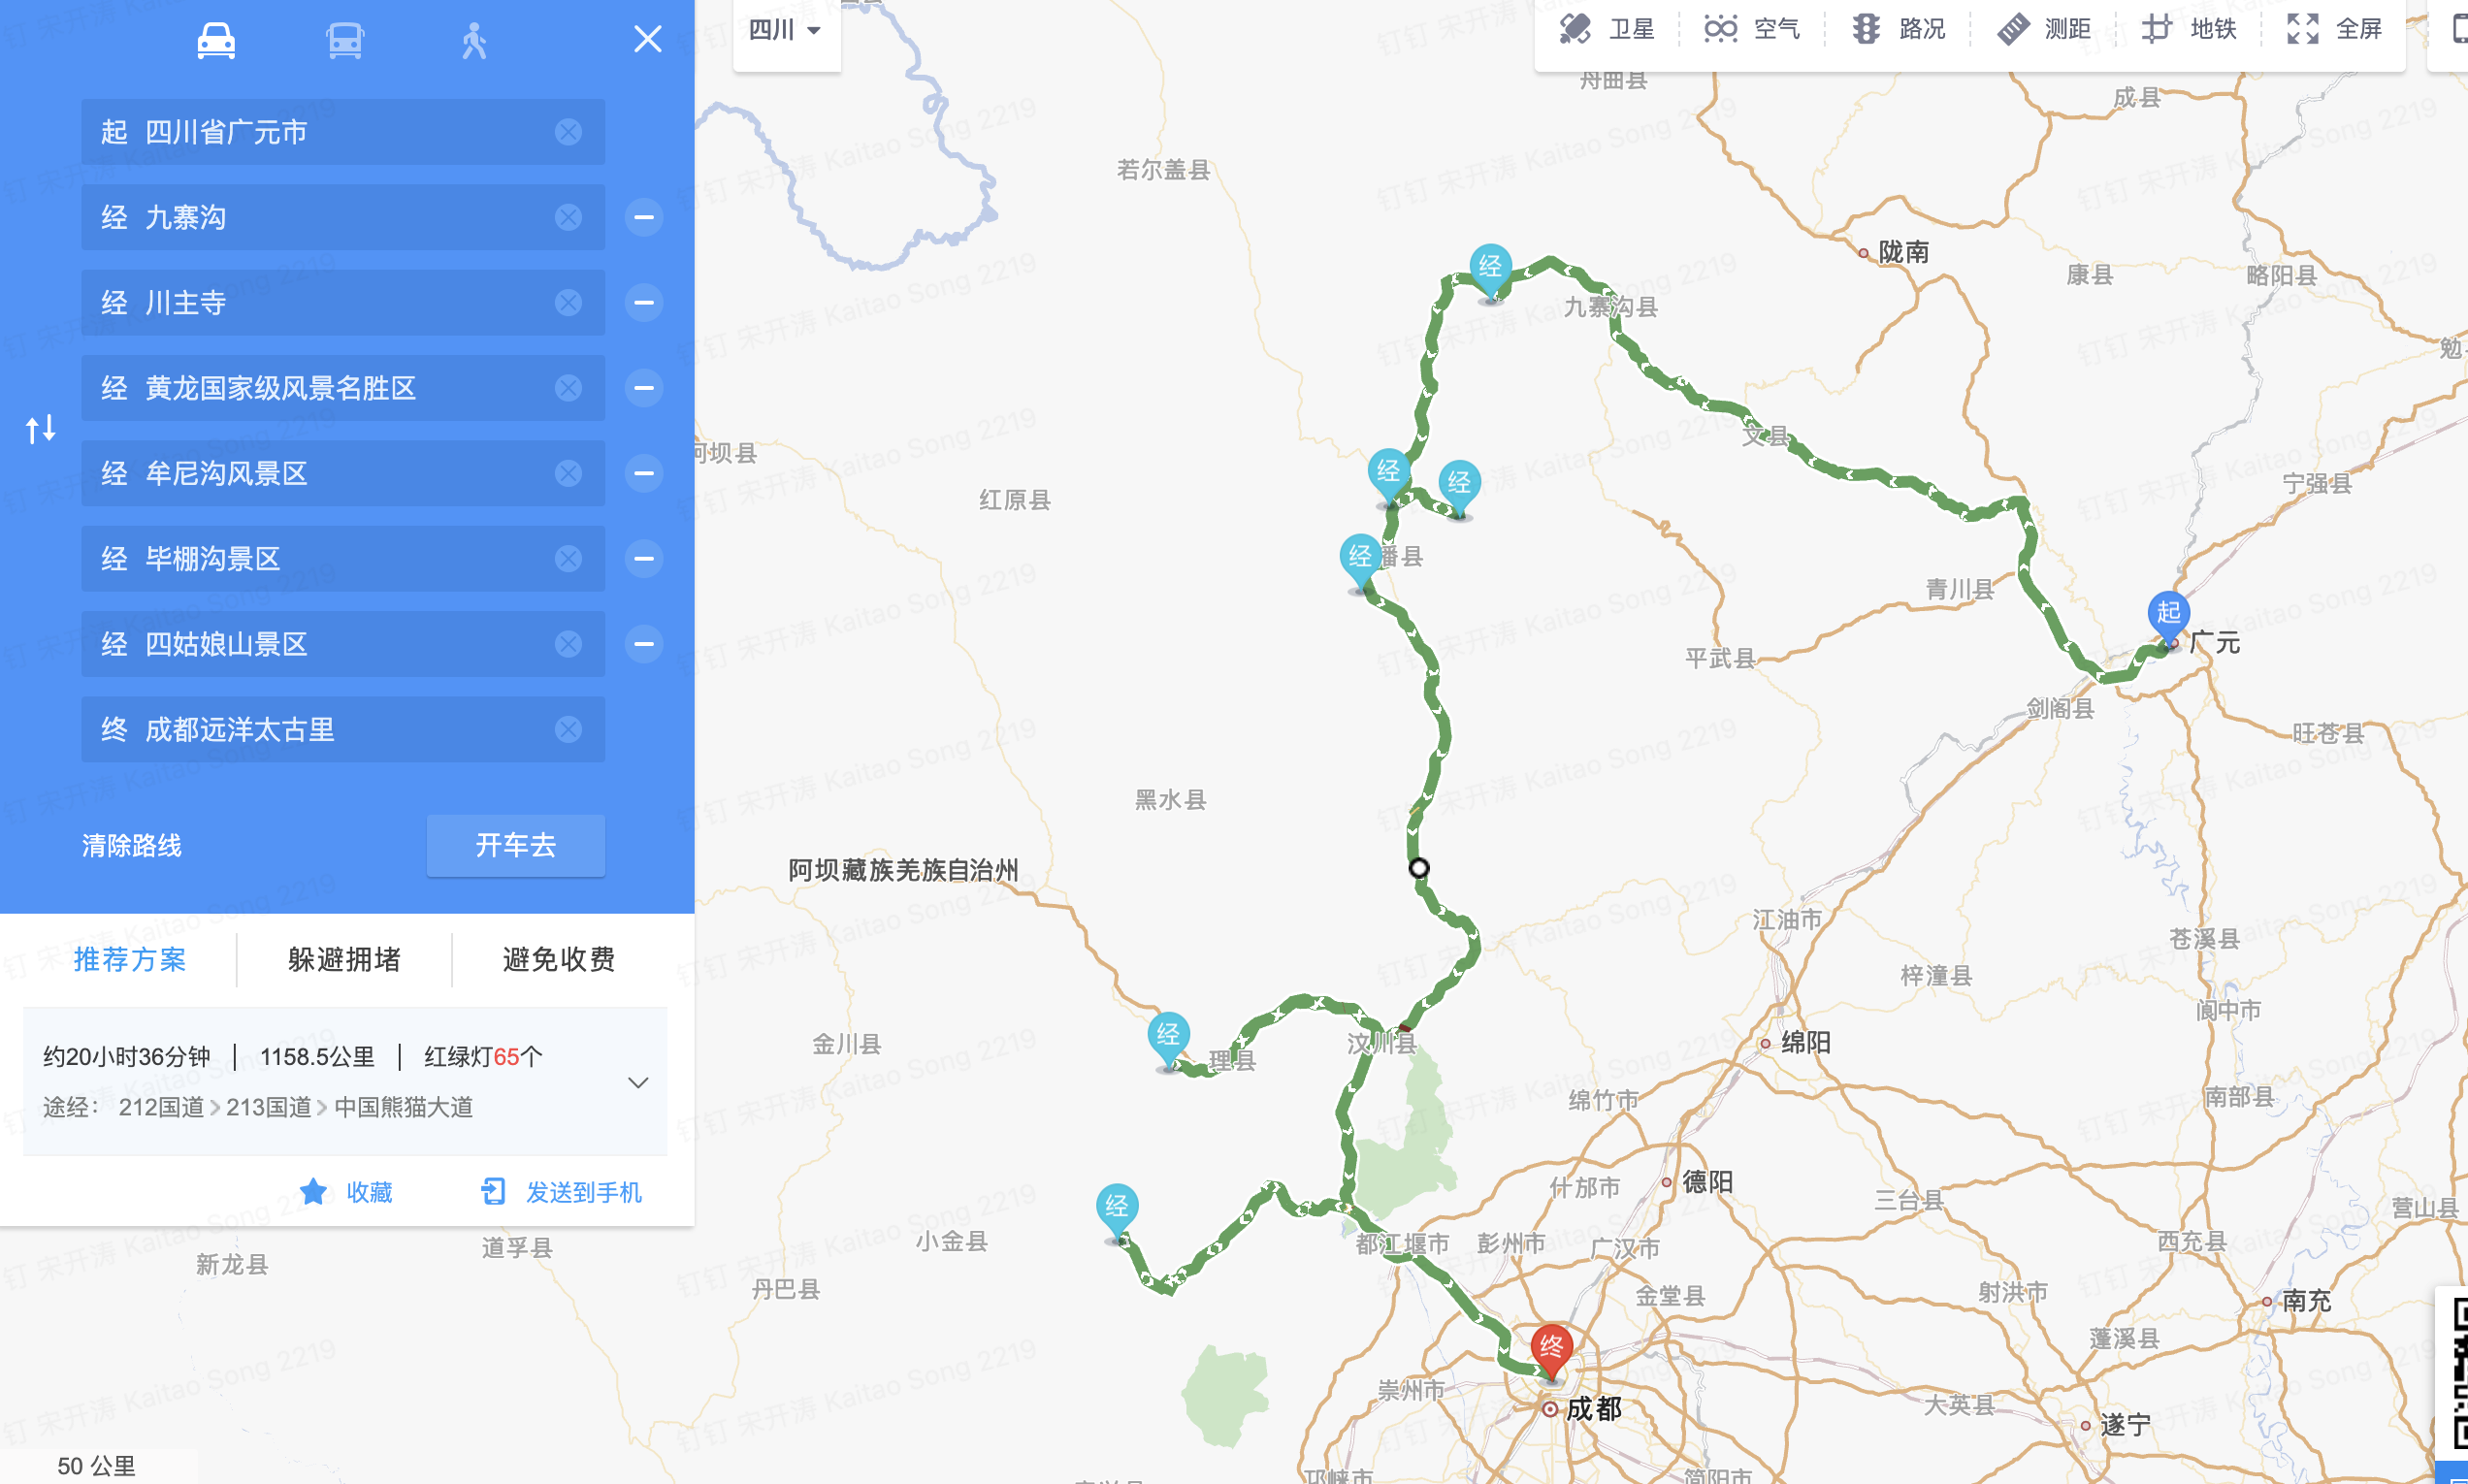 起 四川省广元市
经 九寨沟
经 川主寺
经 黄龙国家级风景名胜区
经 牟尼沟风景区
经 毕棚沟景区
经 四姑娘山景区
终 成都远洋太古里
清除路线
开车去
推荐方案
躲避拥堵
避免收费
约20小时36分钟 | 1158.5公里 | 红绿灯65个
途经： 212国道 > 213国道 > 中国熊猫大道
收藏
发送到手机
四川
卫星
空气
路况
测距
地铁
全屏
舟曲县
成县
若尔盖县
陇南
康县
略阳县
经
九寨沟县
阿坝县
红原县
文县
宁强县
经
经
经
潘县
青川县
起
广元
平武县
剑阁县
旺苍县
黑水县
阿坝藏族羌族自治州
江油市
苍溪县
梓潼县
阆中市
金川县
经
理县
汶川县
绵阳
绵竹市
南部县
什邡市
德阳
三台县
营山县
经
小金县
都江堰市
彭州市
广汉市
西充县
新龙县
道孚县
丹巴县
金堂县
射洪市
南充
终
蓬溪县
崇州市
成都
大英县
遂宁
邛崃市
简阳市
50 公里
钉钉 宋开涛 Kaitao Song 2219